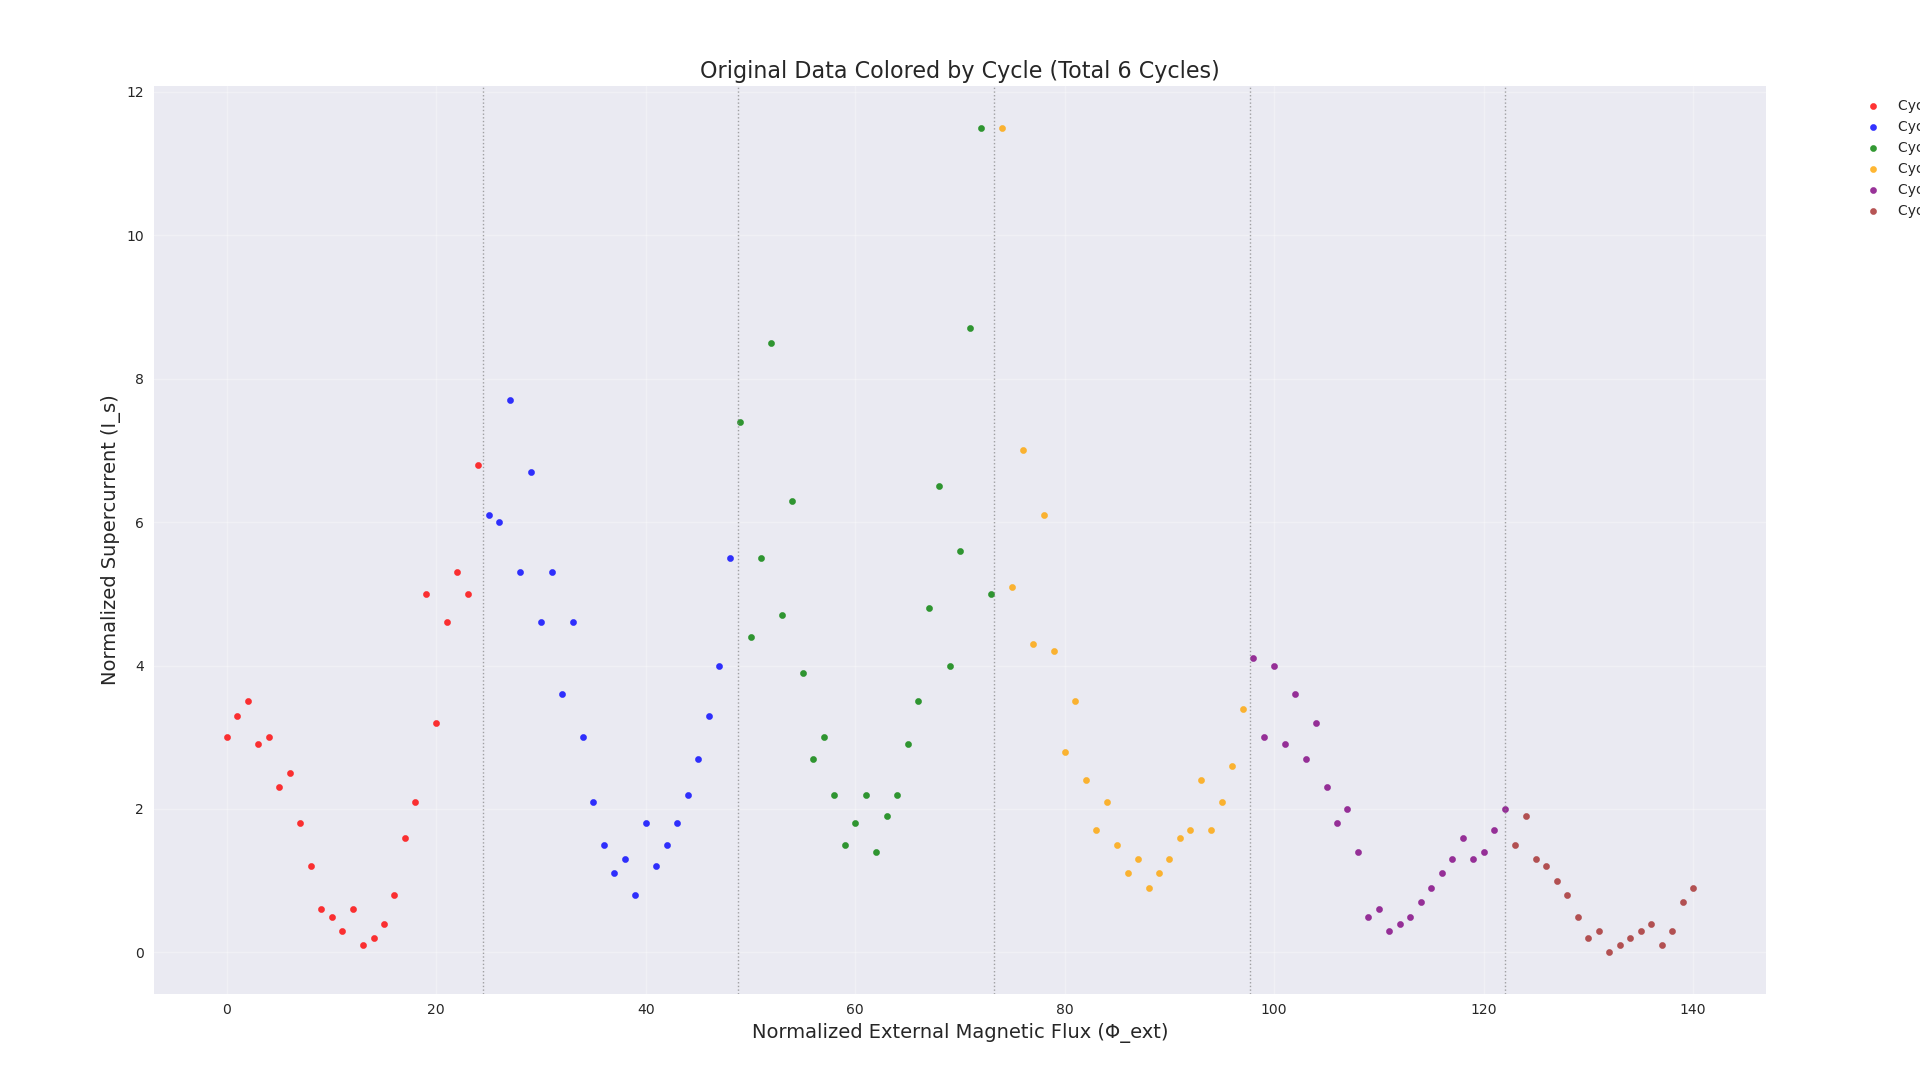 Original Data Colored by Cycle (Total 6 Cycles)
12
10
8
6
4
2
0
Normalized Supercurrent (I_s)
0 20 40 60 80 100 120 140
Normalized External Magnetic Flux (Φ_ext)
Cyc
Cyc
Cyc
Cyc
Cyc
Cyc